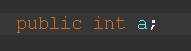 public int a;